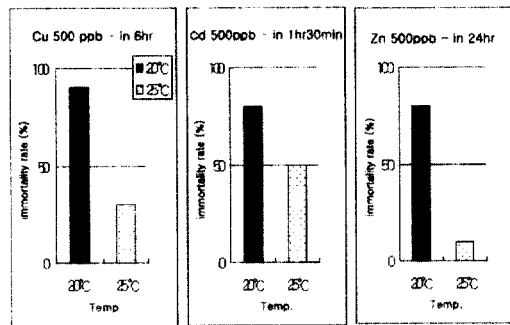 Cu 500 ppb - in 6hr
100
50
0
immortality rate (%)
20°C
25°C
20°C 25°C
Temp.
Cd 500ppb - in 1hr30min
100
50
0
immortality rate (%)
20°C 25°C
Temp.
Zn 500ppb - in 24hr
100
50
0
immortality rate (%)
20°C 25°C
Temp.